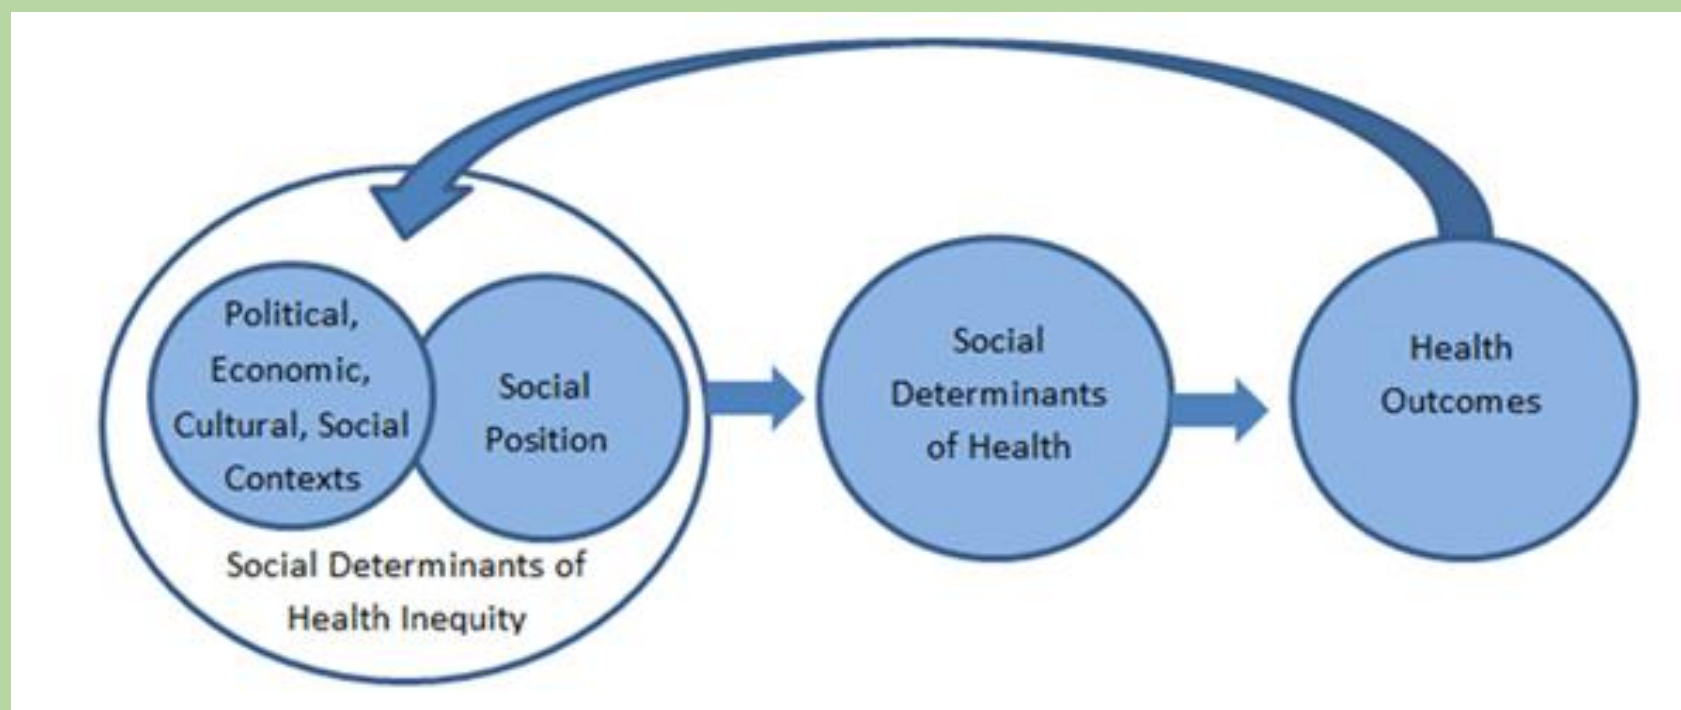 Political,
Economic,
Cultural, Social
Contexts
Social
Position
Social Determinants of
Health Inequity
Social
Determinants
of Health
Health
Outcomes